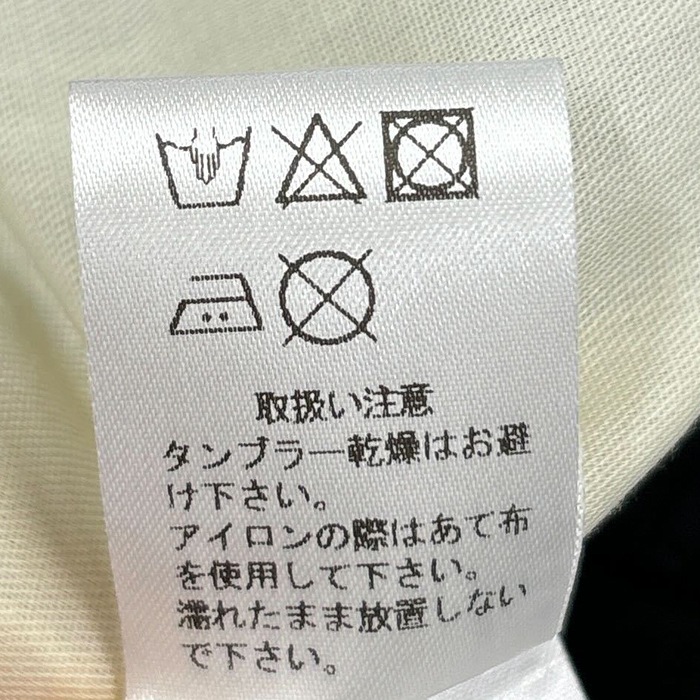 取扱い注意
タンブラー乾燥はお避
け下さい。
アイロンの際はあて布
を使用して下さい。
濡れたまま放置しない
で下さい。